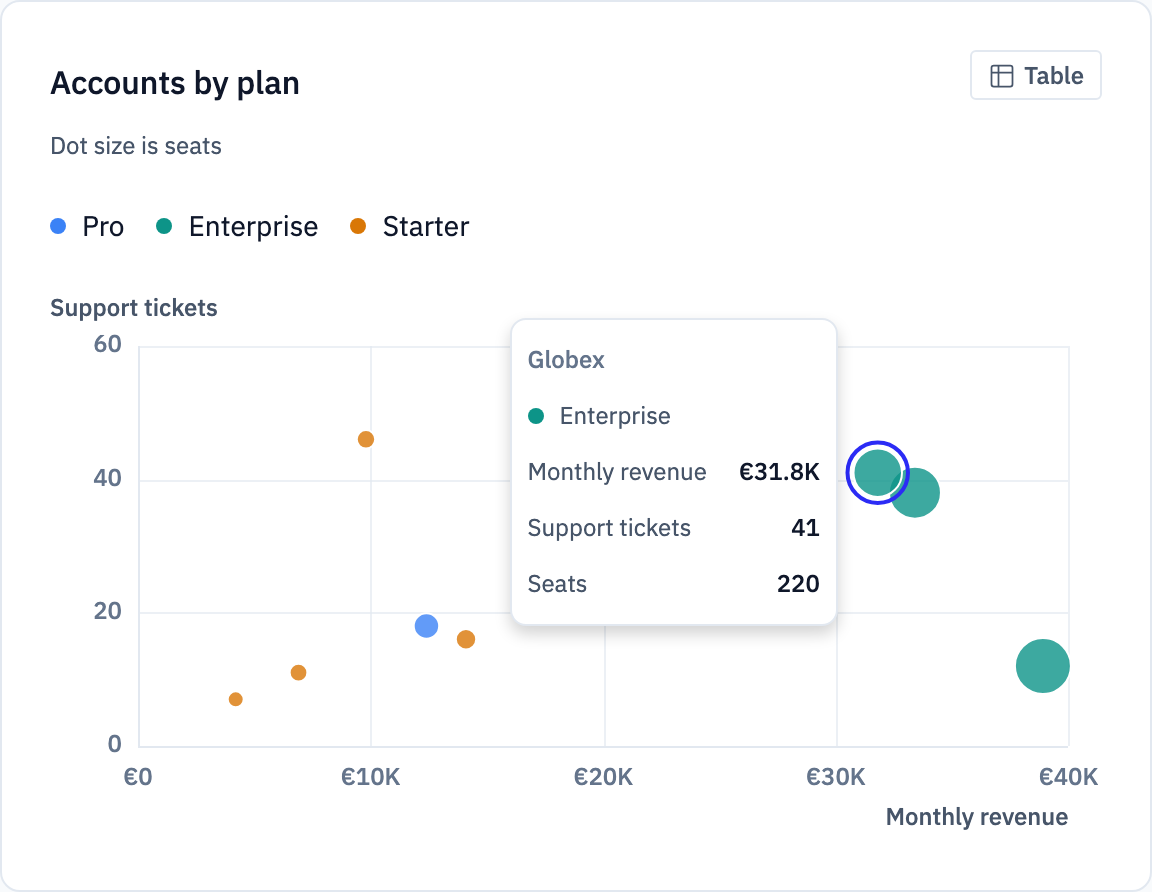 Accounts by plan
Table
Dot size is seats
Pro Enterprise Starter
Support tickets
60
40
20
0
Globex
Enterprise
Monthly revenue €31.8K
Support tickets 41
Seats 220
€0 €10K €20K €30K €40K
Monthly revenue